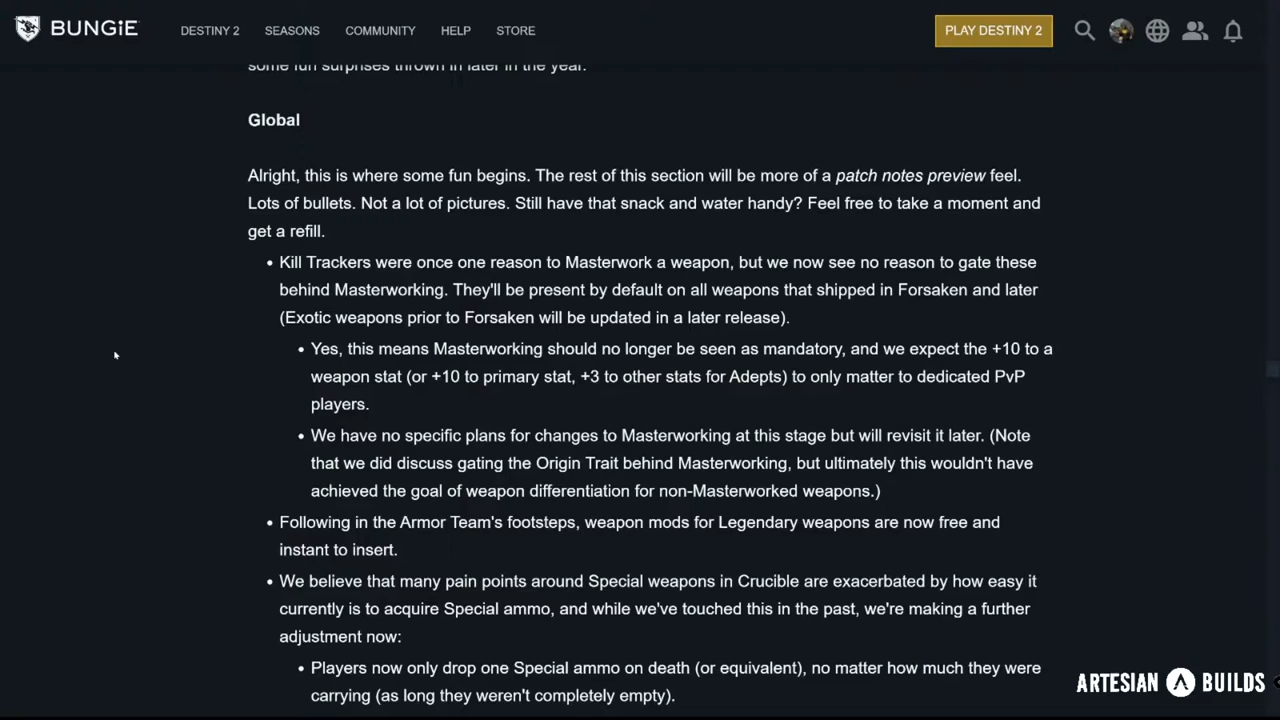 BUNGiE
DESTINY 2
SEASONS
COMMUNITY
HELP
STORE
PLAY DESTINY 2
some fun surprises thrown in later in the year.
Global
Alright, this is where some fun begins. The rest of this section will be more of a patch notes preview feel.
Lots of bullets. Not a lot of pictures. Still have that snack and water handy? Feel free to take a moment and
get a refill.
• Kill Trackers were once one reason to Masterwork a weapon, but we now see no reason to gate these
behind Masterworking. They'll be present by default on all weapons that shipped in Forsaken and later
(Exotic weapons prior to Forsaken will be updated in a later release).
• Yes, this means Masterworking should no longer be seen as mandatory, and we expect the +10 to a
weapon stat (or +10 to primary stat, +3 to other stats for Adepts) to only matter to dedicated PvP
players.
• We have no specific plans for changes to Masterworking at this stage but will revisit it later. (Note
that we did discuss gating the Origin Trait behind Masterworking, but ultimately this wouldn't have
achieved the goal of weapon differentiation for non-Masterworked weapons.)
• Following in the Armor Team's footsteps, weapon mods for Legendary weapons are now free and
instant to insert.
• We believe that many pain points around Special weapons in Crucible are exacerbated by how easy it
currently is to acquire Special ammo, and while we've touched this in the past, we're making a further
adjustment now:
• Players now only drop one Special ammo on death (or equivalent), no matter how much they were
carrying (as long they weren't completely empty).
ARTESIAN BUILDS